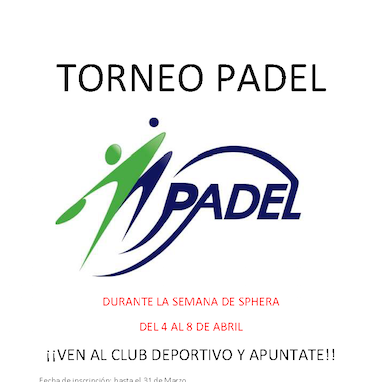 TORNEO PADEL
PADEL
DURANTE LA SEMANA DE SPHERA
DEL 4 AL 8 DE ABRIL
¡¡VEN AL CLUB DEPORTIVO Y APUNTATE!!
Fecha de inscripción: hasta el 31 de Marzo